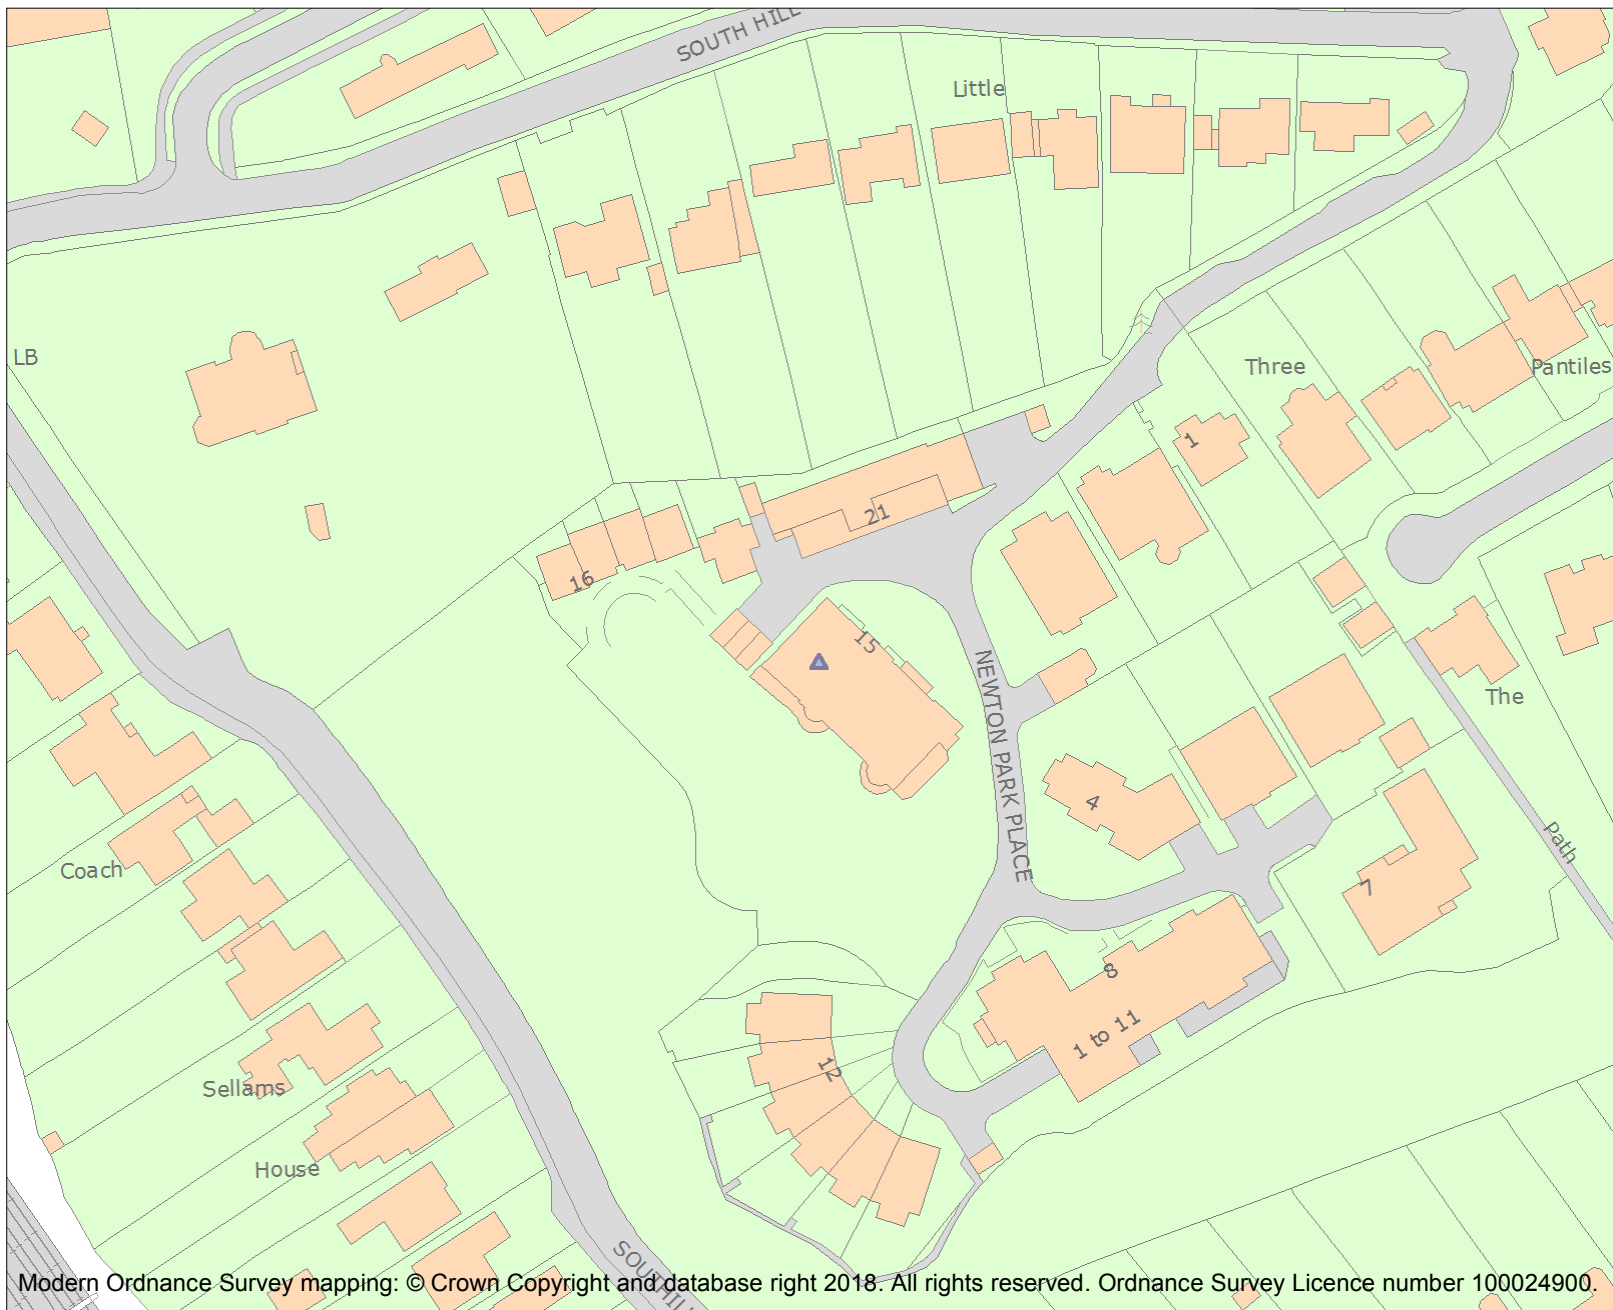 SOUTH HILL
Little
LB
Three
Pantiles
1
21
16
15
NEWTON PARK PLACE
The
4
Path
Coach
7
8
1 to 11
12
Sellams
House
SOUTHILL
Modern Ordnance Survey mapping: © Crown Copyright and database right 2018. All rights reserved. Ordnance Survey Licence number 100024900.